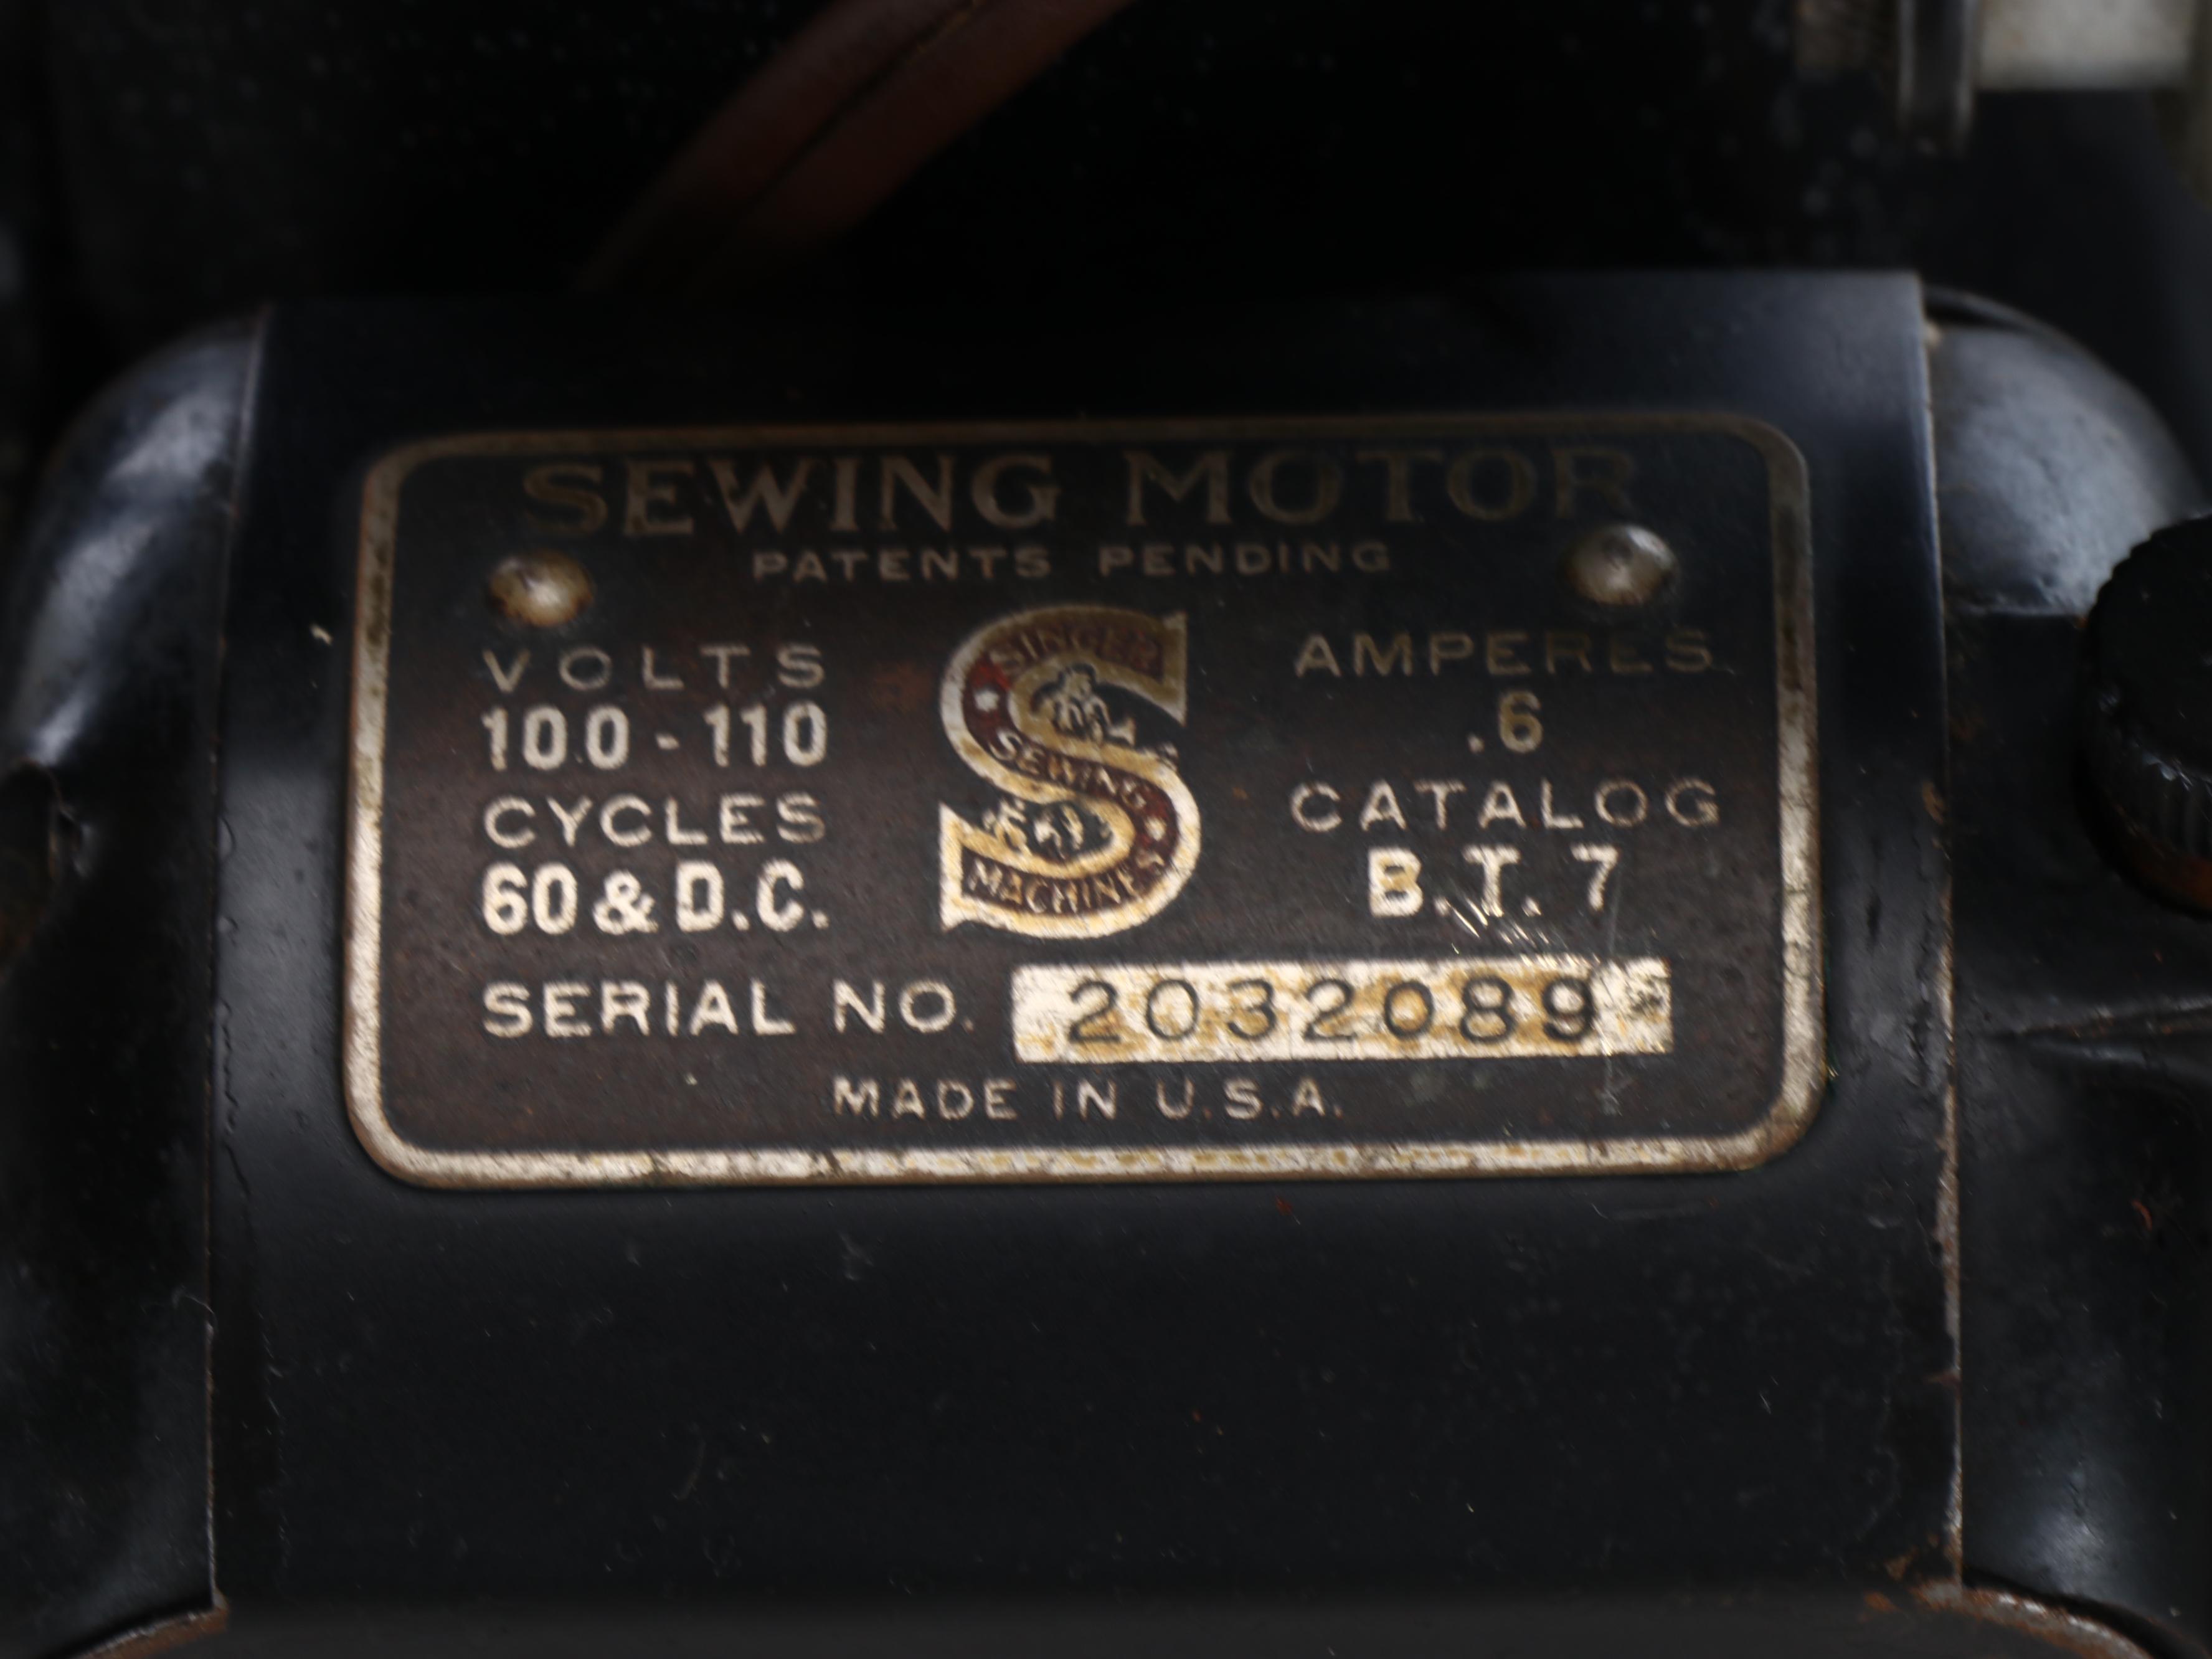 SEWING MOTOR
PATENTS PENDING
VOLTS
100-110
CYCLES
60 & D.C.
SINGER
SEWING
MACHINES
AMPERES
.6
CATALOG
B.T. 7
SERIAL NO. 2032089
MADE IN U.S.A.